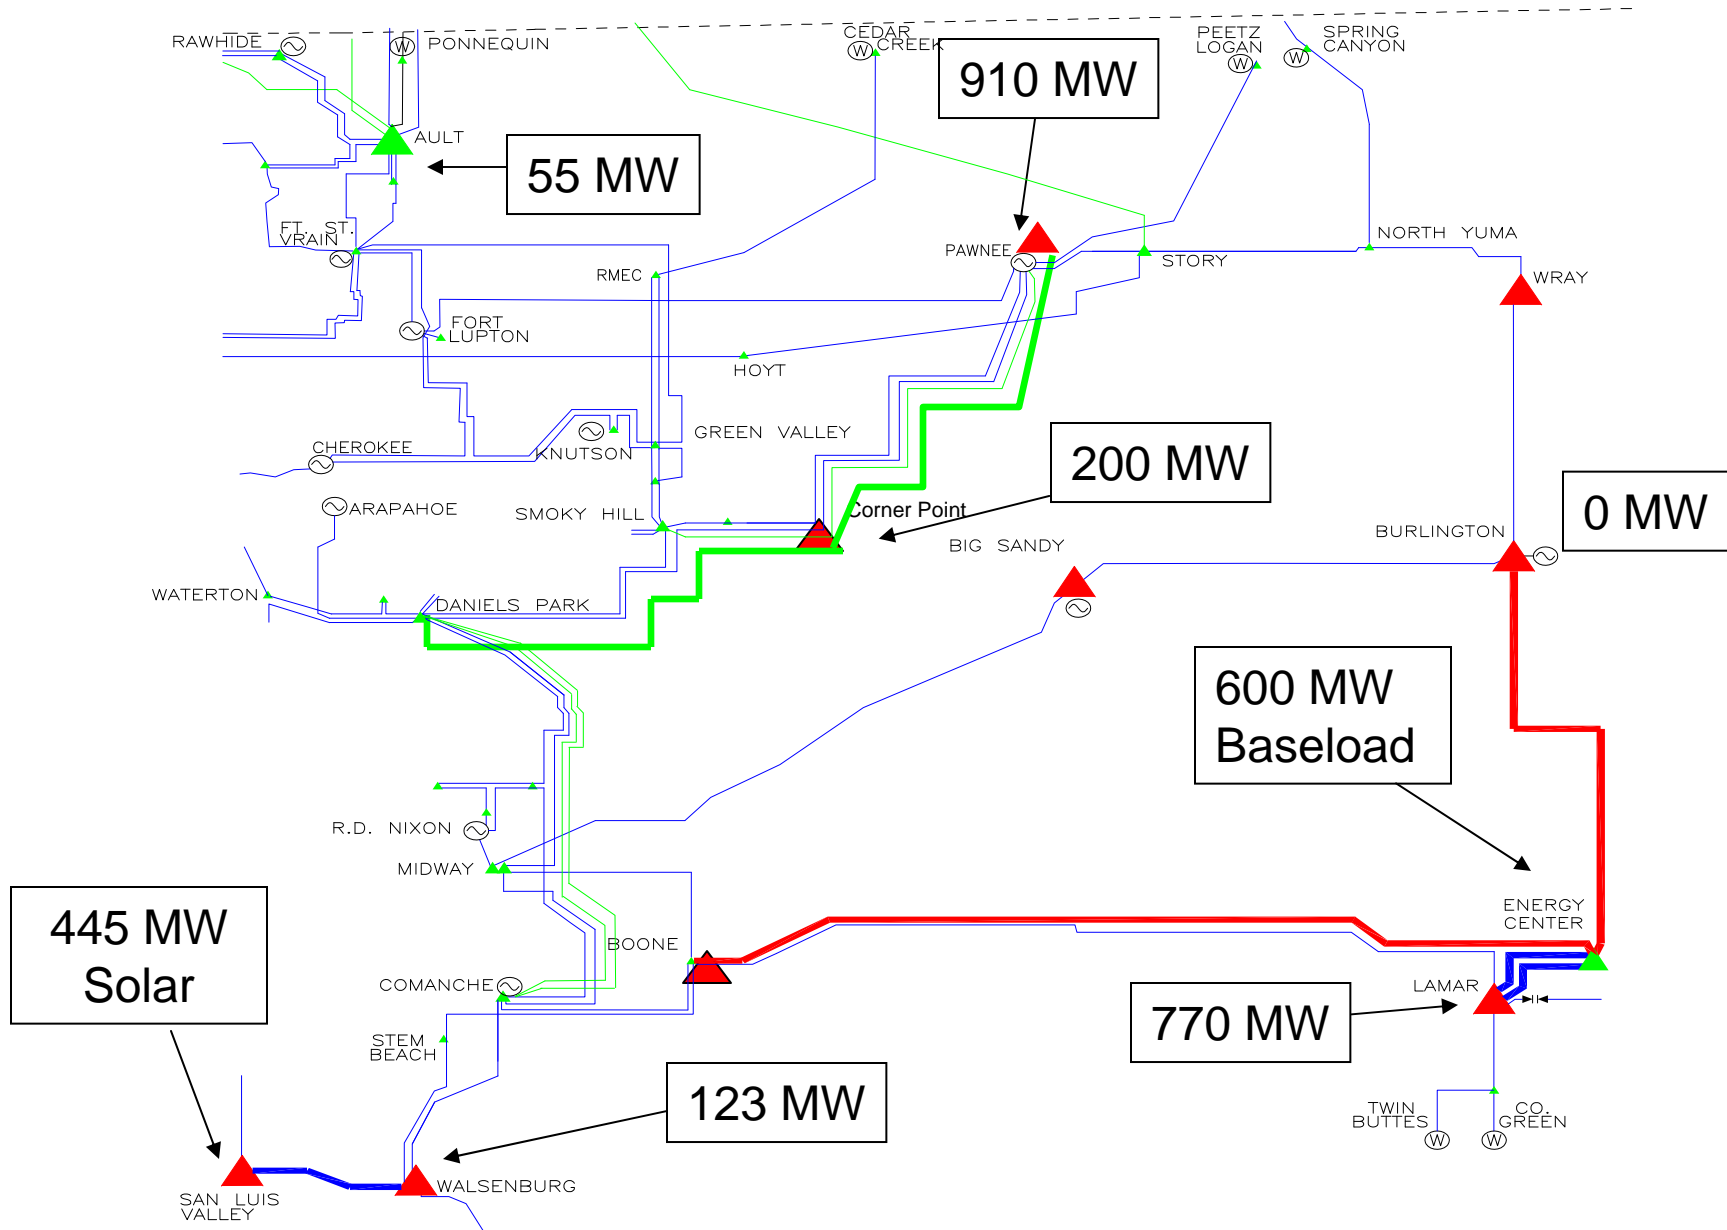 RAWHIDE
PONNEQUIN
CEDAR
CREEK
PEETZ
LOGAN
SPRING
CANYON
W
W
W
W
910 MW
AULT
55 MW
FT. ST.
VRAIN
PAWNEE
STORY
NORTH YUMA
WRAY
RMEC
FORT
LUPTON
HOYT
GREEN VALLEY
CHEROKEE
KNUTSON
200 MW
ARAPAHOE
SMOKY HILL
Corner Point
BIG SANDY
BURLINGTON
0 MW
WATERTON
DANIELS PARK
600 MW
Baseload
R.D. NIXON
MIDWAY
445 MW
Solar
BOONE
ENERGY
CENTER
COMANCHE
LAMAR
770 MW
STEM
BEACH
123 MW
TWIN
BUTTES
CO.
GREEN
W
W
WALSENBURG
SAN LUIS
VALLEY